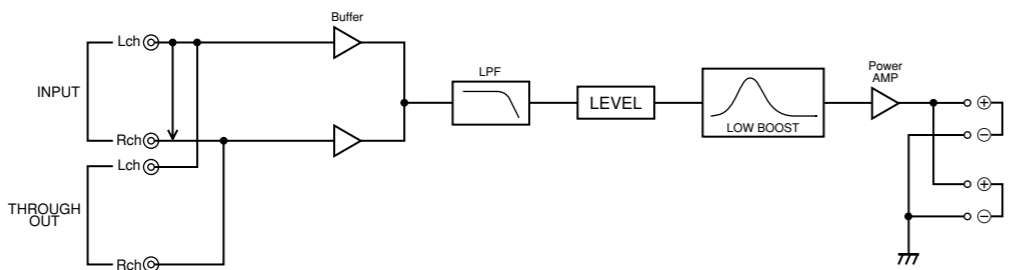 Buffer
Lch
INPUT
Rch
Lch
THROUGH
OUT
Rch
LPF
LEVEL
LOW BOOST
Power
AMP
+
−
+
−